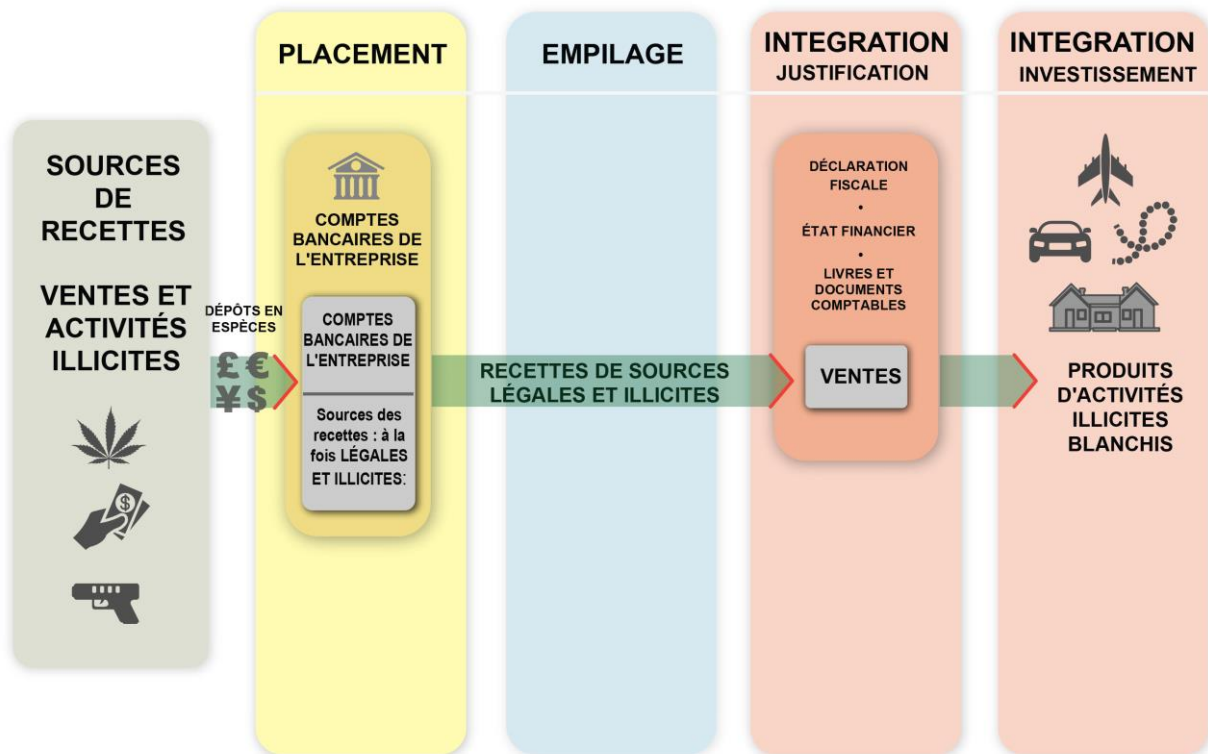 PLACEMENT
EMPILAGE
INTEGRATION
JUSTIFICATION
INTEGRATION
INVESTISSEMENT
SOURCES
DE
RECETTES
VENTES ET
ACTIVITÉS
ILLICITES
DÉPÔTS EN
ESPÈCES
£ €
¥ $
COMPTES
BANCAIRES DE
L'ENTREPRISE
COMPTES
BANCAIRES DE
L'ENTREPRISE
Sources des
recettes : à la
fois LÉGALES
ET ILLICITES:
RECETTES DE SOURCES
LÉGALES ET ILLICITES
DÉCLARATION
FISCALE
•
ÉTAT FINANCIER
•
LIVRES ET
DOCUMENTS
COMPTABLES
VENTES
PRODUITS
D'ACTIVITÉS
ILLICITES
BLANCHIS
$